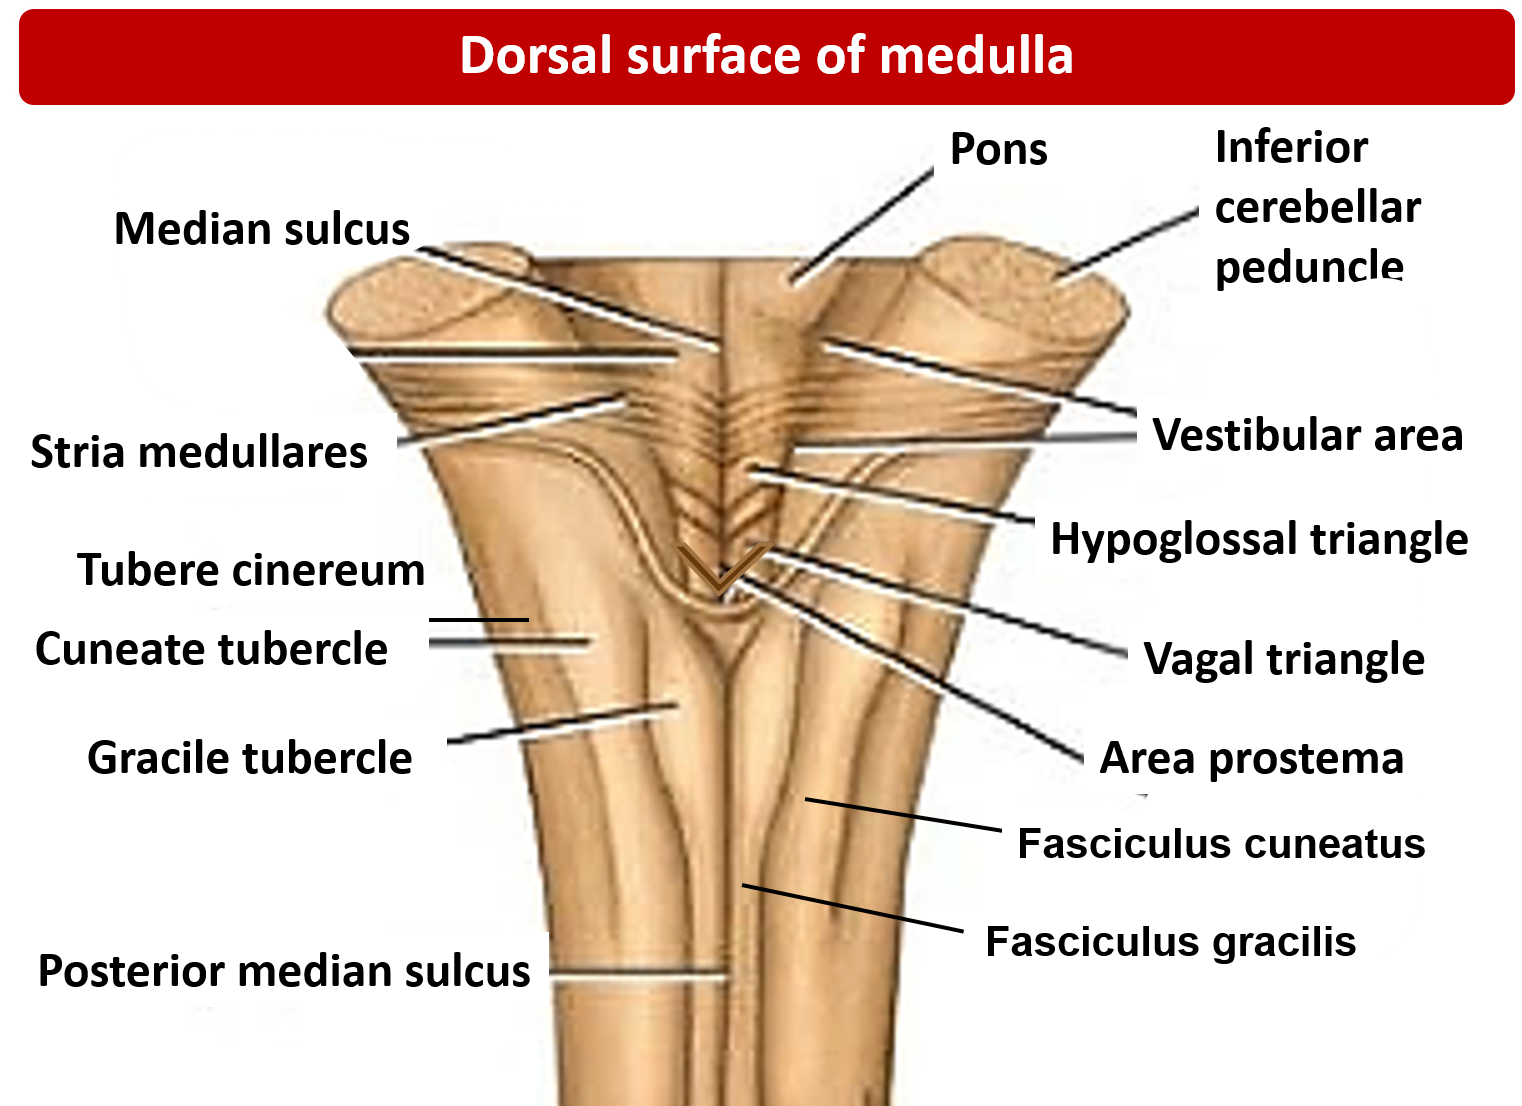 Dorsal surface of medulla
Pons
Inferior
cerebellar
peduncle
Median sulcus
Stria medullares
Vestibular area
Hypoglossal triangle
Tubere cinereum
Cuneate tubercle
Vagal triangle
Gracile tubercle
Area prostema
Fasciculus cuneatus
Fasciculus gracilis
Posterior median sulcus